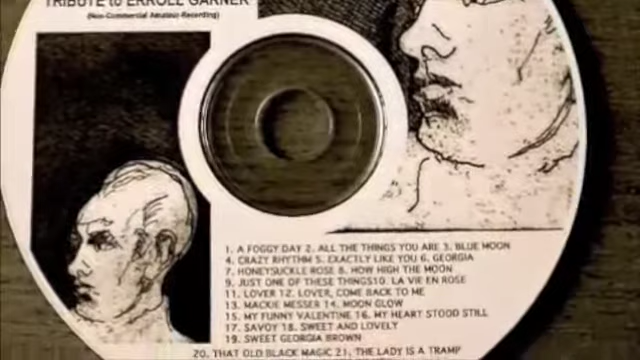 TRIBUTE to ERROLL GARNER
(Non-Commercial Amateur-Recording)
1. A FOGGY DAY 2. ALL THE THINGS YOU ARE 3. BLUE MOON
4. CRAZY RHYTHM 5. EXACTLY LIKE YOU 6. GEORGIA
7. HONEYSUCKLE ROSE 8. HOW HIGH THE MOON
9. JUST ONE OF THESE THINGS10. LA VIE EN ROSE
11. LOVER 12. LOVER, COME BACK TO ME
13. MACKIE MESSER 14. MOON GLOW
15. MY FUNNY VALENTINE 16. MY HEART STOOD STILL
17. SAVOY 18. SWEET AND LOVELY
19. SWEET GEORGIA BROWN
20. THAT OLD BLACK MAGIC 21. THE LADY IS A TRAMP